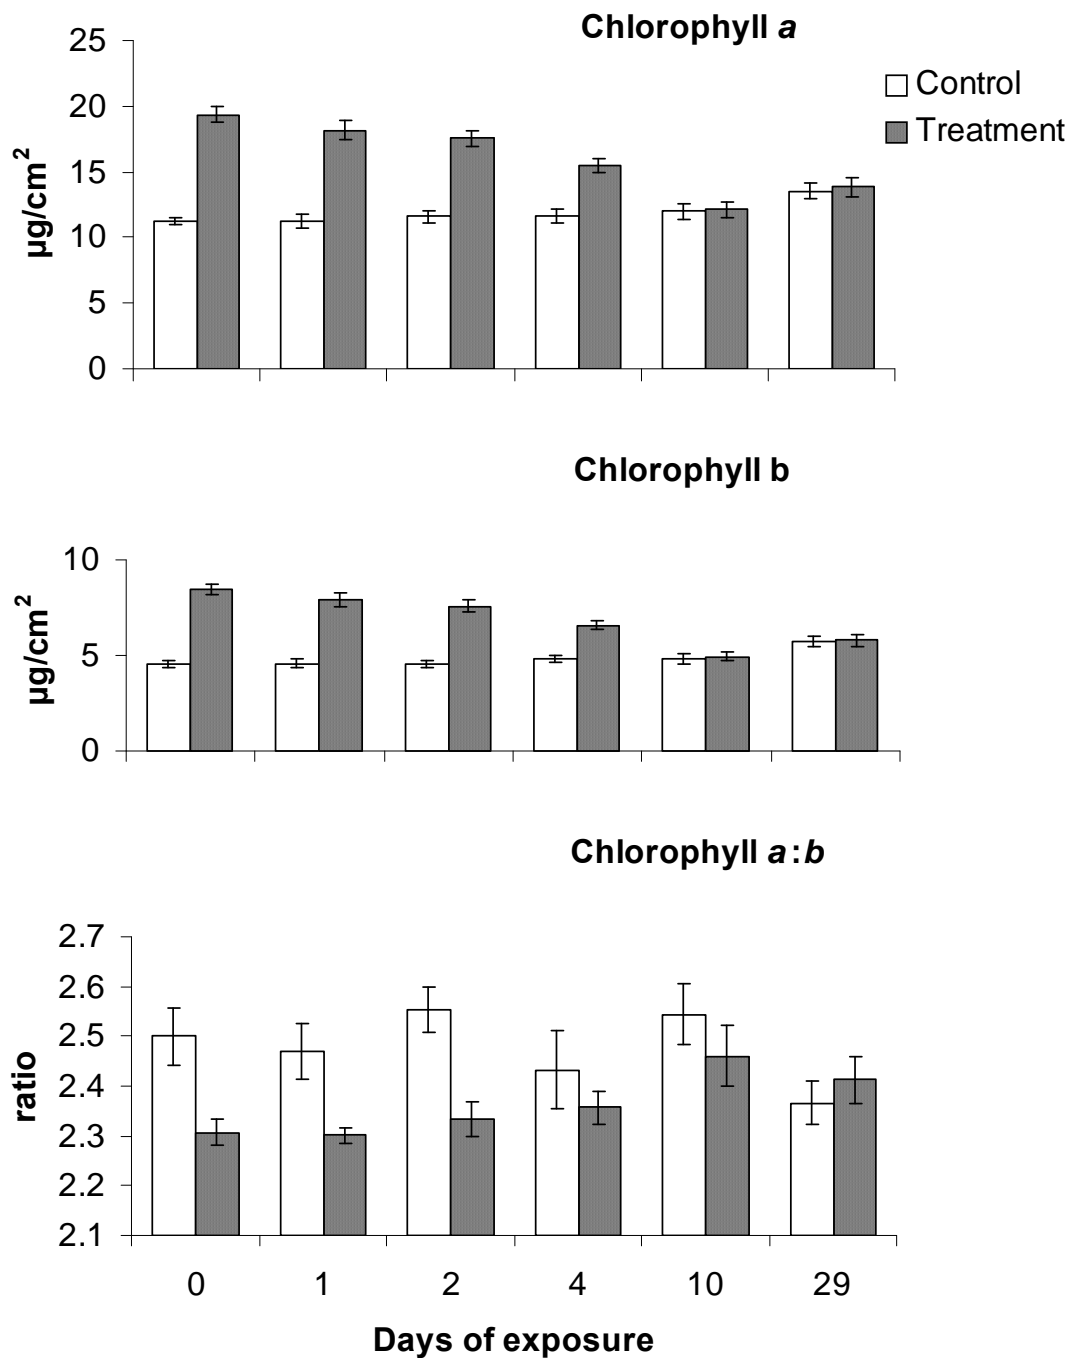 Chlorophyll a
25
20
15
10
5
0
µg/cm²
Control
Treatment
Chlorophyll b
10
5
0
µg/cm²
Chlorophyll a:b
2.7
2.6
2.5
2.4
2.3
2.2
2.1
ratio
0 1 2 4 10 29
Days of exposure